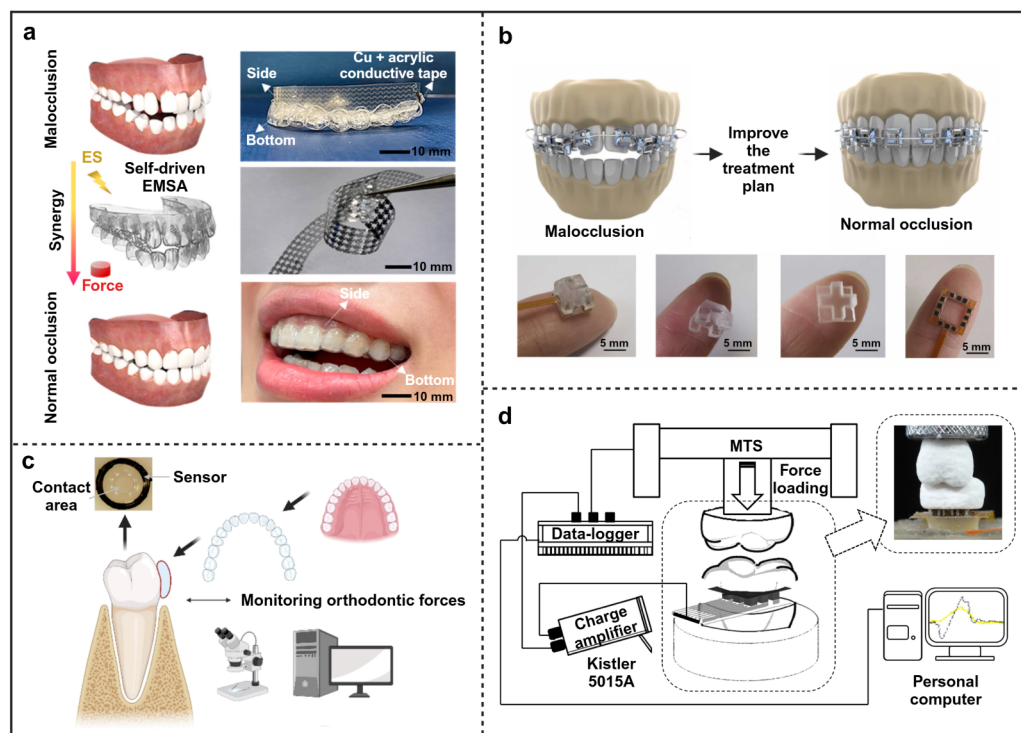 a
Malocclusion
ES
Self-driven
EMSA
Synergy
Force
Normal occlusion
Side
Cu + acrylic
conductive tape
Bottom
10 mm
10 mm
Side
Bottom
10 mm
b
Malocclusion
Improve
the
treatment
plan
Normal occlusion
5 mm
5 mm
5 mm
5 mm
c
Contact
area
Sensor
Monitoring orthodontic forces
d
MTS
Force
loading
Data-logger
Charge
amplifier
Kistler
5015A
Personal
computer